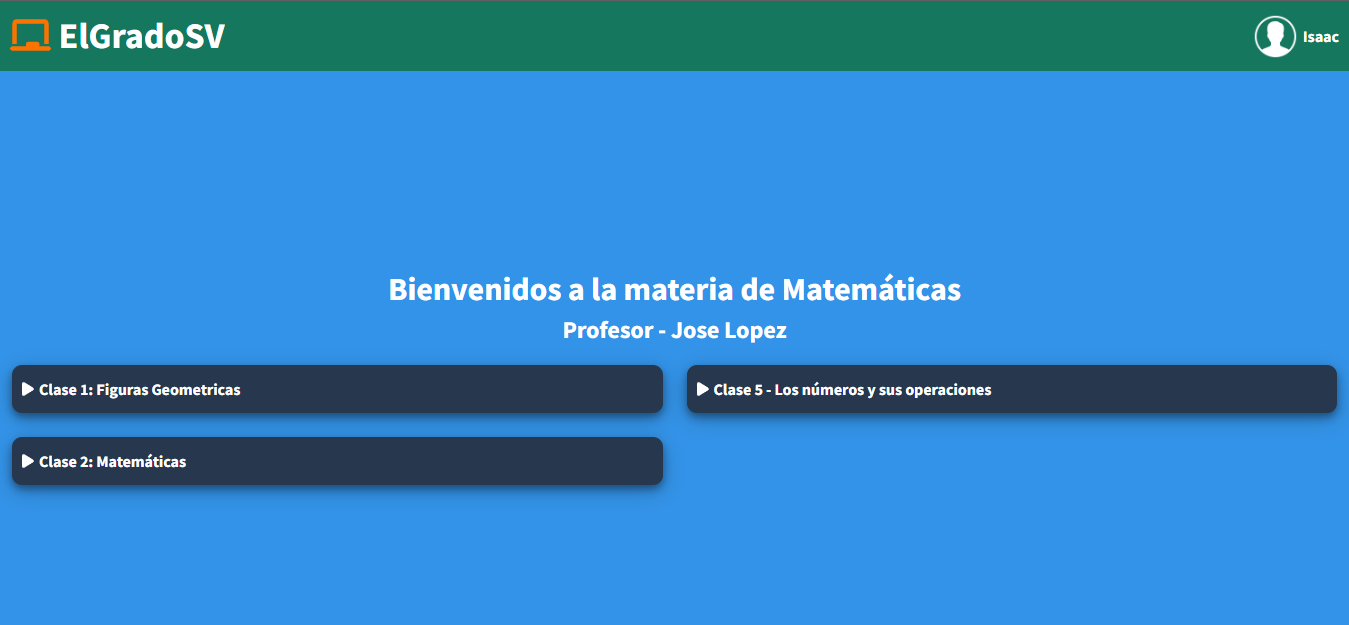 ElGradoSV
Isaac
Bienvenidos a la materia de Matemáticas
Profesor - Jose Lopez
Clase 1: Figuras Geometricas
Clase 5 - Los números y sus operaciones
Clase 2: Matemáticas